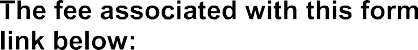 The fee associated with this form
link below: